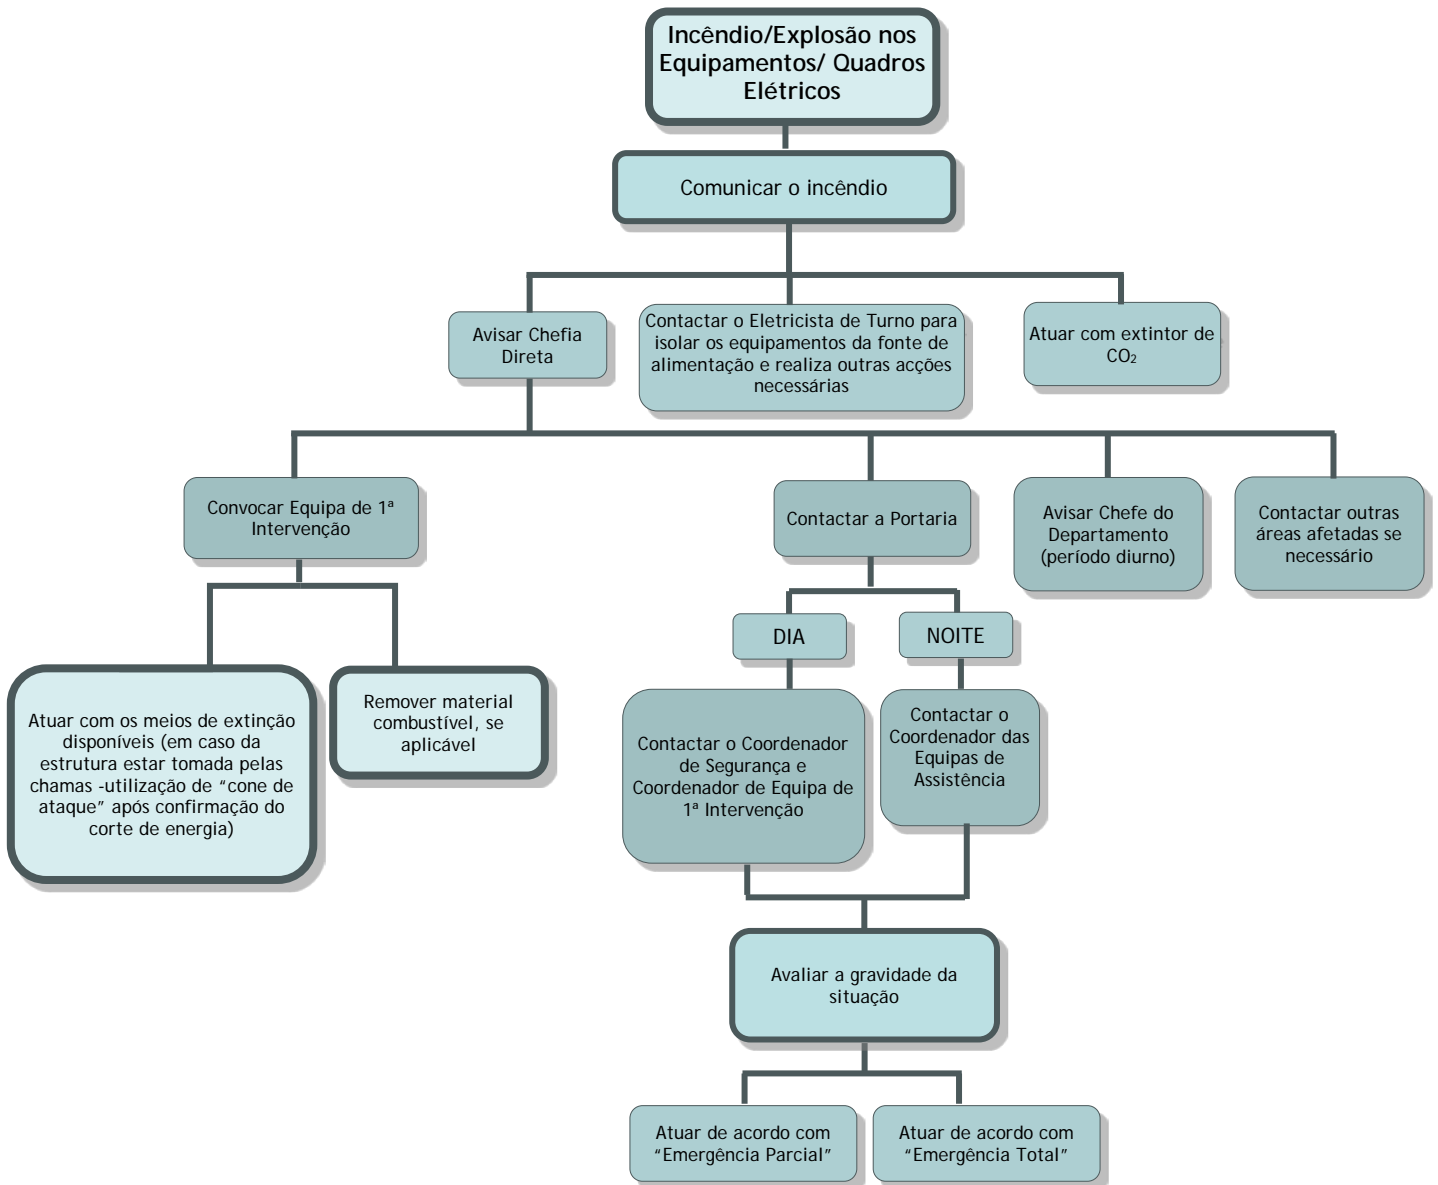 Incêndio/Explosão nos
Equipamentos/ Quadros
Elétricos
Comunicar o incêndio
Avisar Chefia
Direta
Contactar o Eletricista de Turno para
isolar os equipamentos da fonte de
alimentação e realiza outras acções
necessárias
Atuar com extintor de
CO₂
Convocar Equipa de 1ª
Intervenção
Contactar a Portaria
Avisar Chefe do
Departamento
(período diurno)
Contactar outras
áreas afetadas se
necessário
DIA
NOITE
Atuar com os meios de extinção
disponíveis (em caso da
estrutura estar tomada pelas
chamas -utilização de “cone de
ataque” após confirmação do
corte de energia)
Remover material
combustível, se
aplicável
Contactar o Coordenador
de Segurança e
Coordenador de Equipa de
1ª Intervenção
Contactar o
Coordenador das
Equipas de
Assistência
Avaliar a gravidade da
situação
Atuar de acordo com
“Emergência Parcial”
Atuar de acordo com
“Emergência Total”